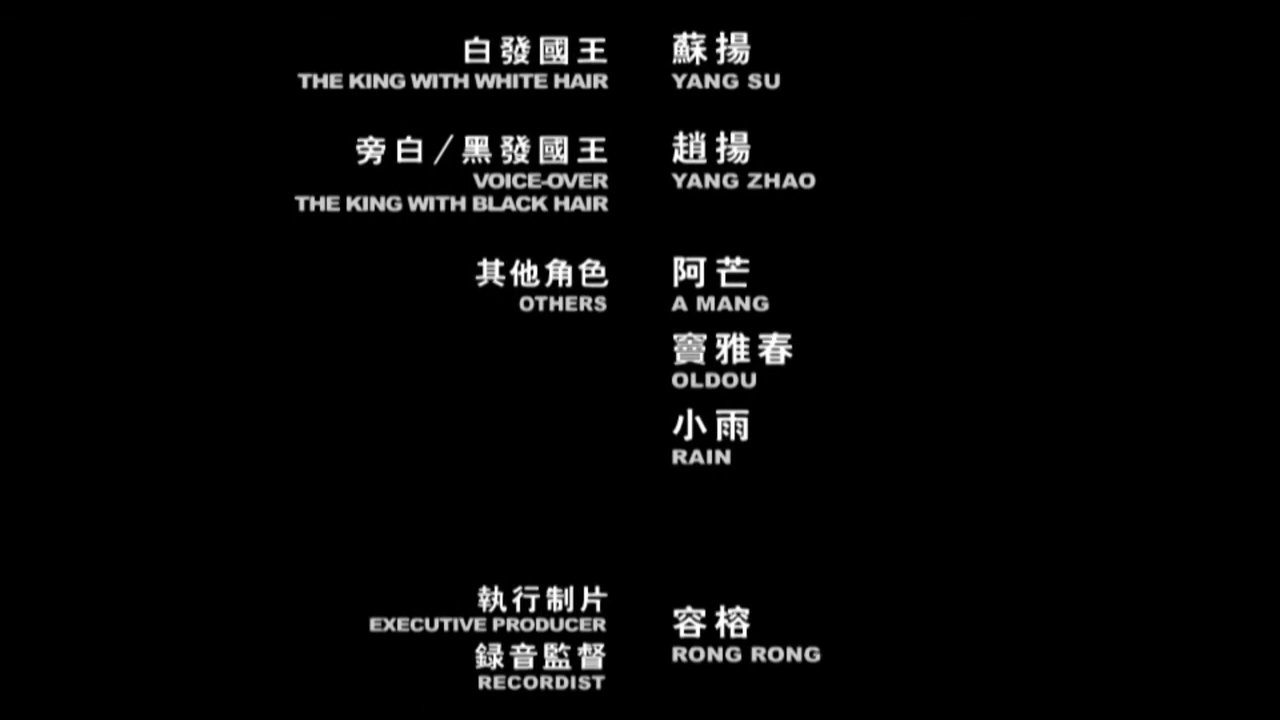 白發國王 蘇揚
THE KING WITH WHITE HAIR YANG SU
旁白/黑發國王 趙揚
VOICE-OVER YANG ZHAO
THE KING WITH BLACK HAIR
其他角色 阿芒
OTHERS A MANG
竇雅春
OLDOU
小雨
RAIN
執行制片
EXECUTIVE PRODUCER
容榕
録音監督
RONG RONG
RECORDIST